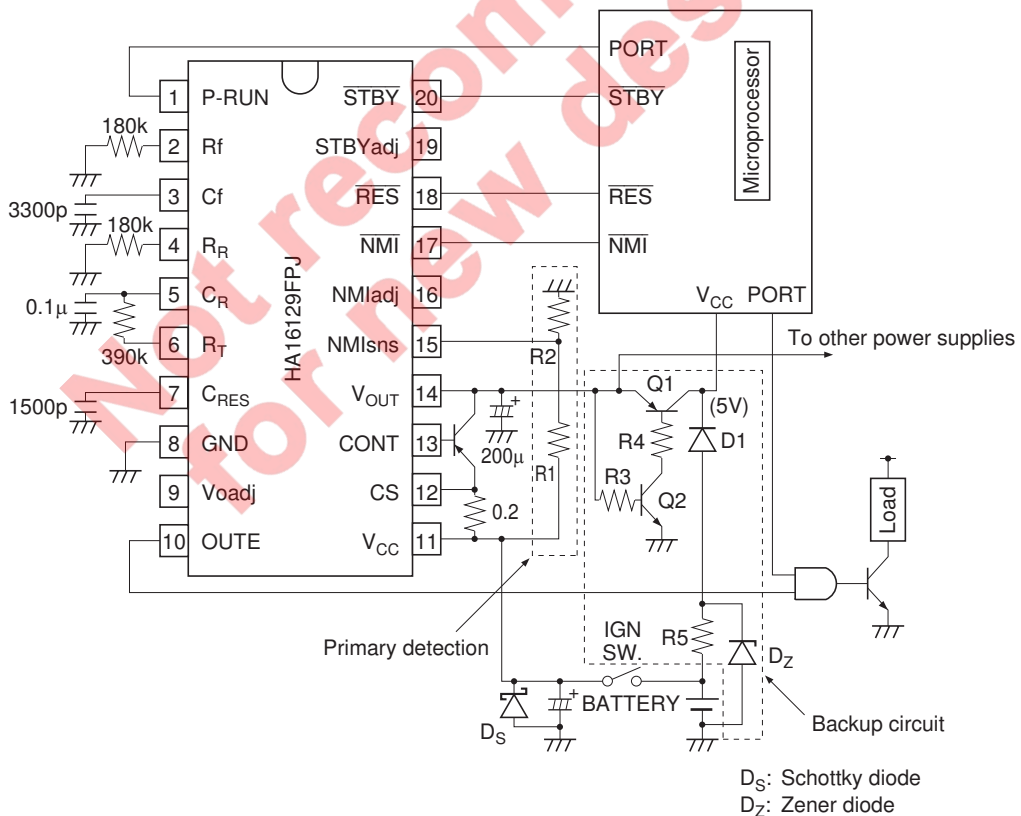 Not recommended
for new design
PORT
STBY
RES
NMI
VCC PORT
Microprocessor
HA16129FPJ
1 P-RUN
2 Rf
3 Cf
4 RR
5 CR
6 RT
7 CRES
8 GND
9 Voadj
10 OUTE
STBY 20
STBYadj 19
RES 18
NMI 17
NMIadj 16
NMIsns 15
VOUT 14
CONT 13
CS 12
VCC 11
180k
3300p
180k
0.1μ
390k
1500p
+
200μ
0.2
R2
R1
To other power supplies
Q1
(5V)
R4
D1
R3
Q2
Load
Primary detection
IGN
SW.
R5
DZ
+
BATTERY
DS
Backup circuit
DS: Schottky diode
DZ: Zener diode